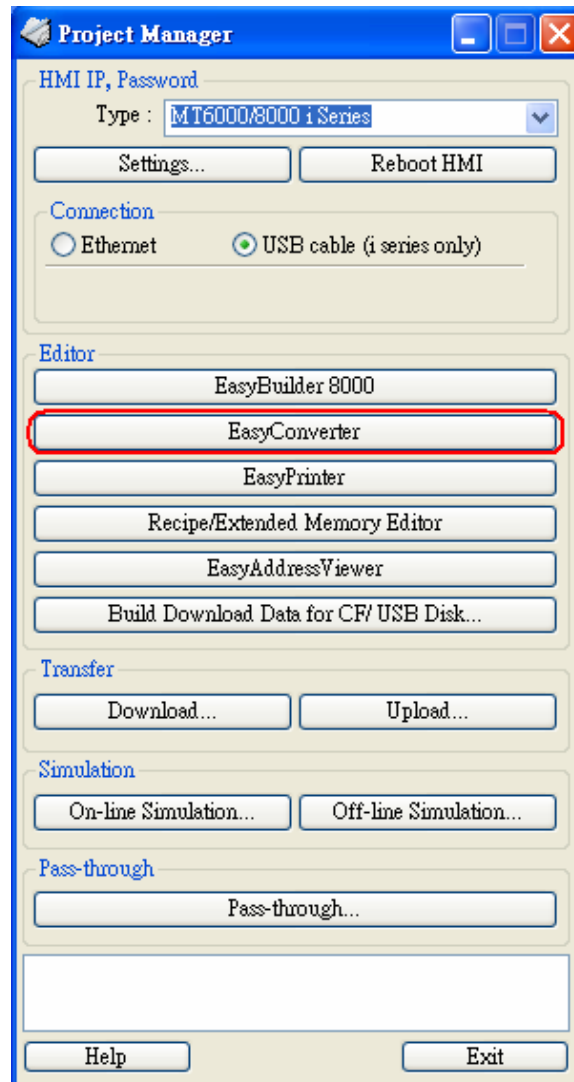 Project Manager
HMI IP, Password
Type : MT6000/8000 i Series
Settings... Reboot HMI
Connection
Ethernet USB cable (i series only)
Editor
EasyBuilder 8000
EasyConverter
EasyPrinter
Recipe/Extended Memory Editor
EasyAddressViewer
Build Download Data for CF/ USB Disk...
Transfer
Download... Upload...
Simulation
On-line Simulation... Off-line Simulation...
Pass-through
Pass-through...
Help Exit